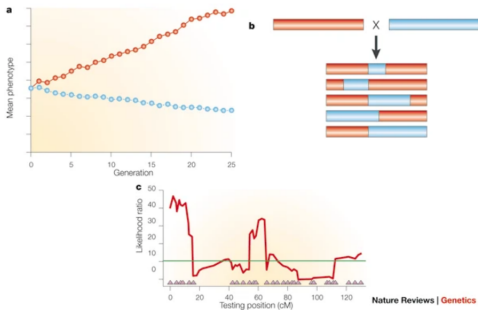 a
Mean phenotype
0 5 10 15 20 25
Generation
b
X
c
Likelihood ratio
50
40
30
20
10
0
0 20 40 60 80 100 120
Testing position (cM)
Nature Reviews | Genetics